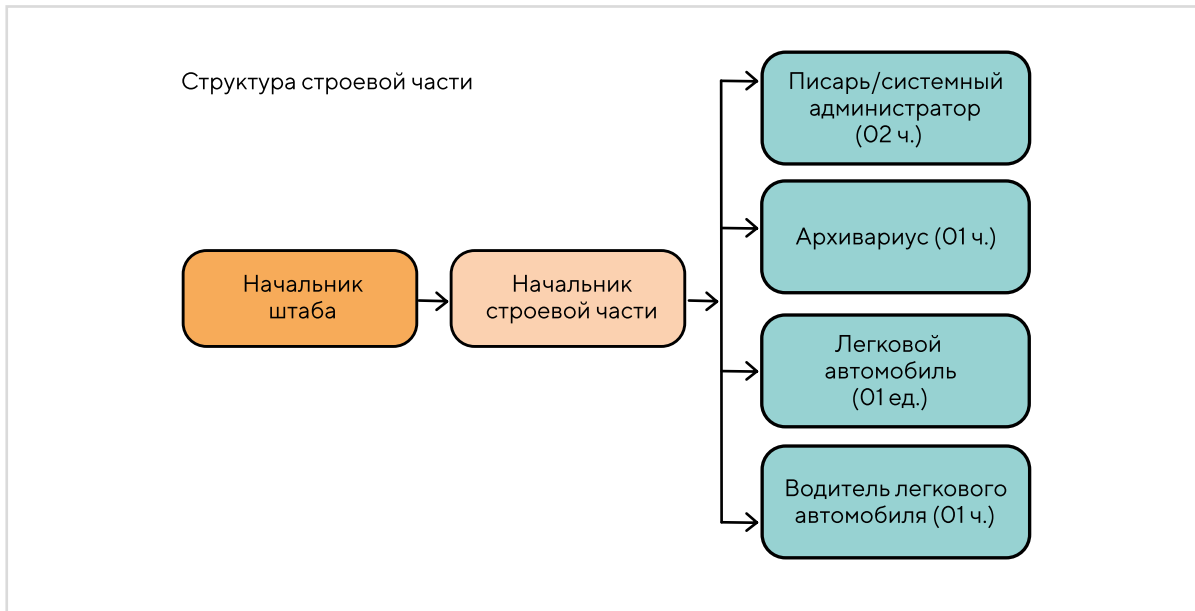 Структура строевой части
Начальник
штаба
Начальник
строевой части
Писарь/системный
администратор
(02 ч.)
Архивариус (01 ч.)
Легковой
автомобиль
(01 ед.)
Водитель легкового
автомобиля (01 ч.)